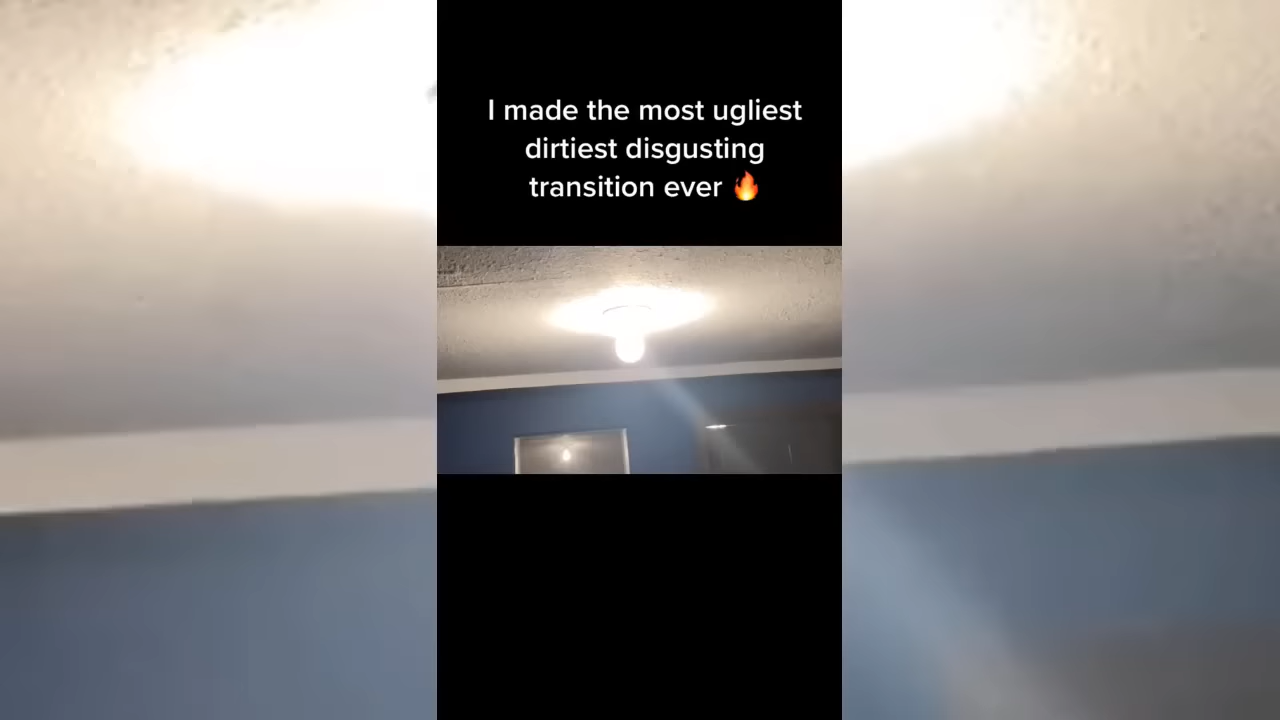 I made the most ugliest
dirtiest disgusting
transition ever 🔥